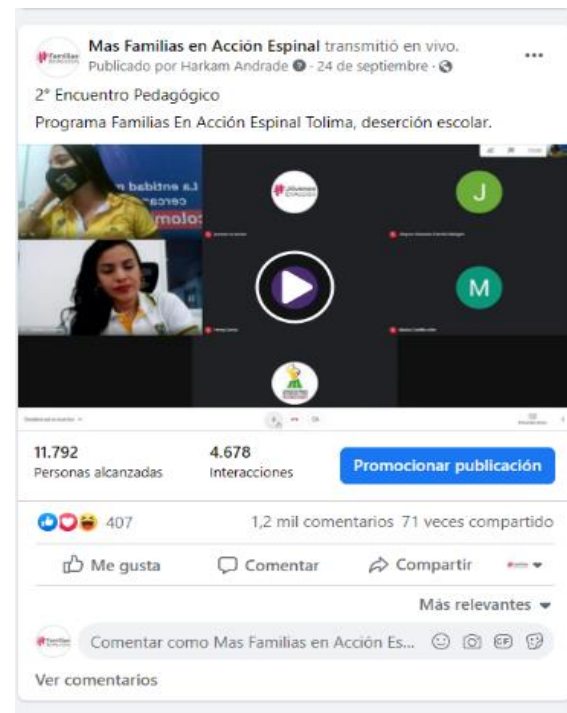 Mas Familias en Acción Espinal transmitió en vivo.
Publicado por Harkam Andrade · 24 de septiembre ·
2° Encuentro Pedagógico
Programa Familias En Acción Espinal Tolima, deserción escolar.
La entidad m
J
M
11.792
Personas alcanzadas
4.678
Interacciones
Promocionar publicación
407
1,2 mil comentarios 71 veces compartido
Me gusta
Comentar
Compartir
Más relevantes
Comentar como Mas Familias en Acción Es...
GIF
Ver comentarios